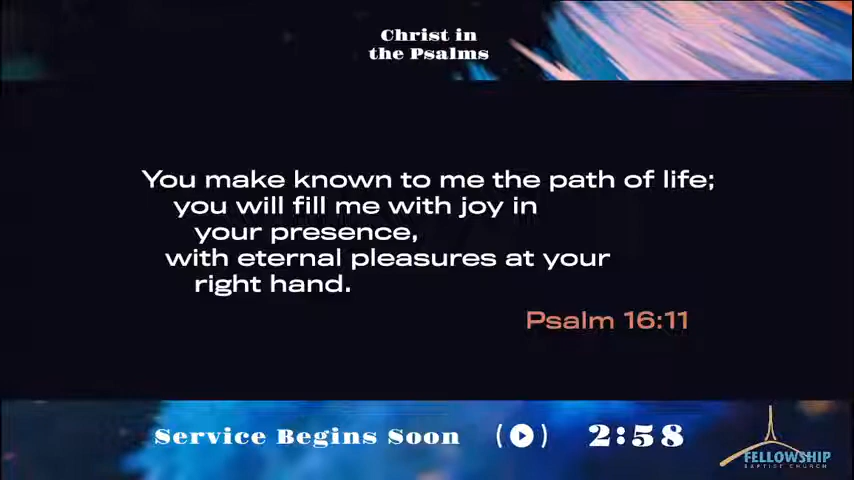 Christ in
the Psalms
You make known to me the path of life;
you will fill me with joy in
your presence,
with eternal pleasures at your
right hand.
Psalm 16:11
Service Begins Soon
2:58
FELLOWSHIP
BAPTIST CHURCH